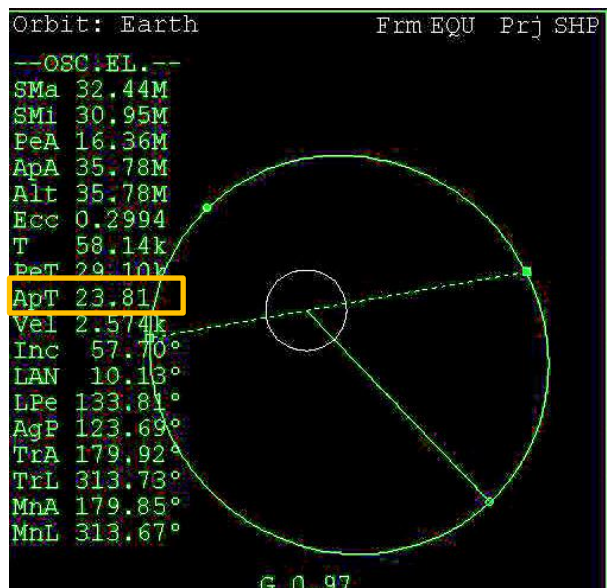 Orbit: Earth Frm EQU Prj SHP
--OSC.EL.--
SMa 32.44M
SMi 30.95M
PeA 16.36M
ApA 35.78M
Alt 35.78M
Ecc 0.2994
T 58.14k
PeT 29.10k
ApT 23.81
Vel 2.574k
Inc 57.70°
LAN 10.13°
LPe 133.81°
AgP 123.69°
TrA 179.92°
TrL 313.73°
MnA 179.85°
MnL 313.67°
G 0.97